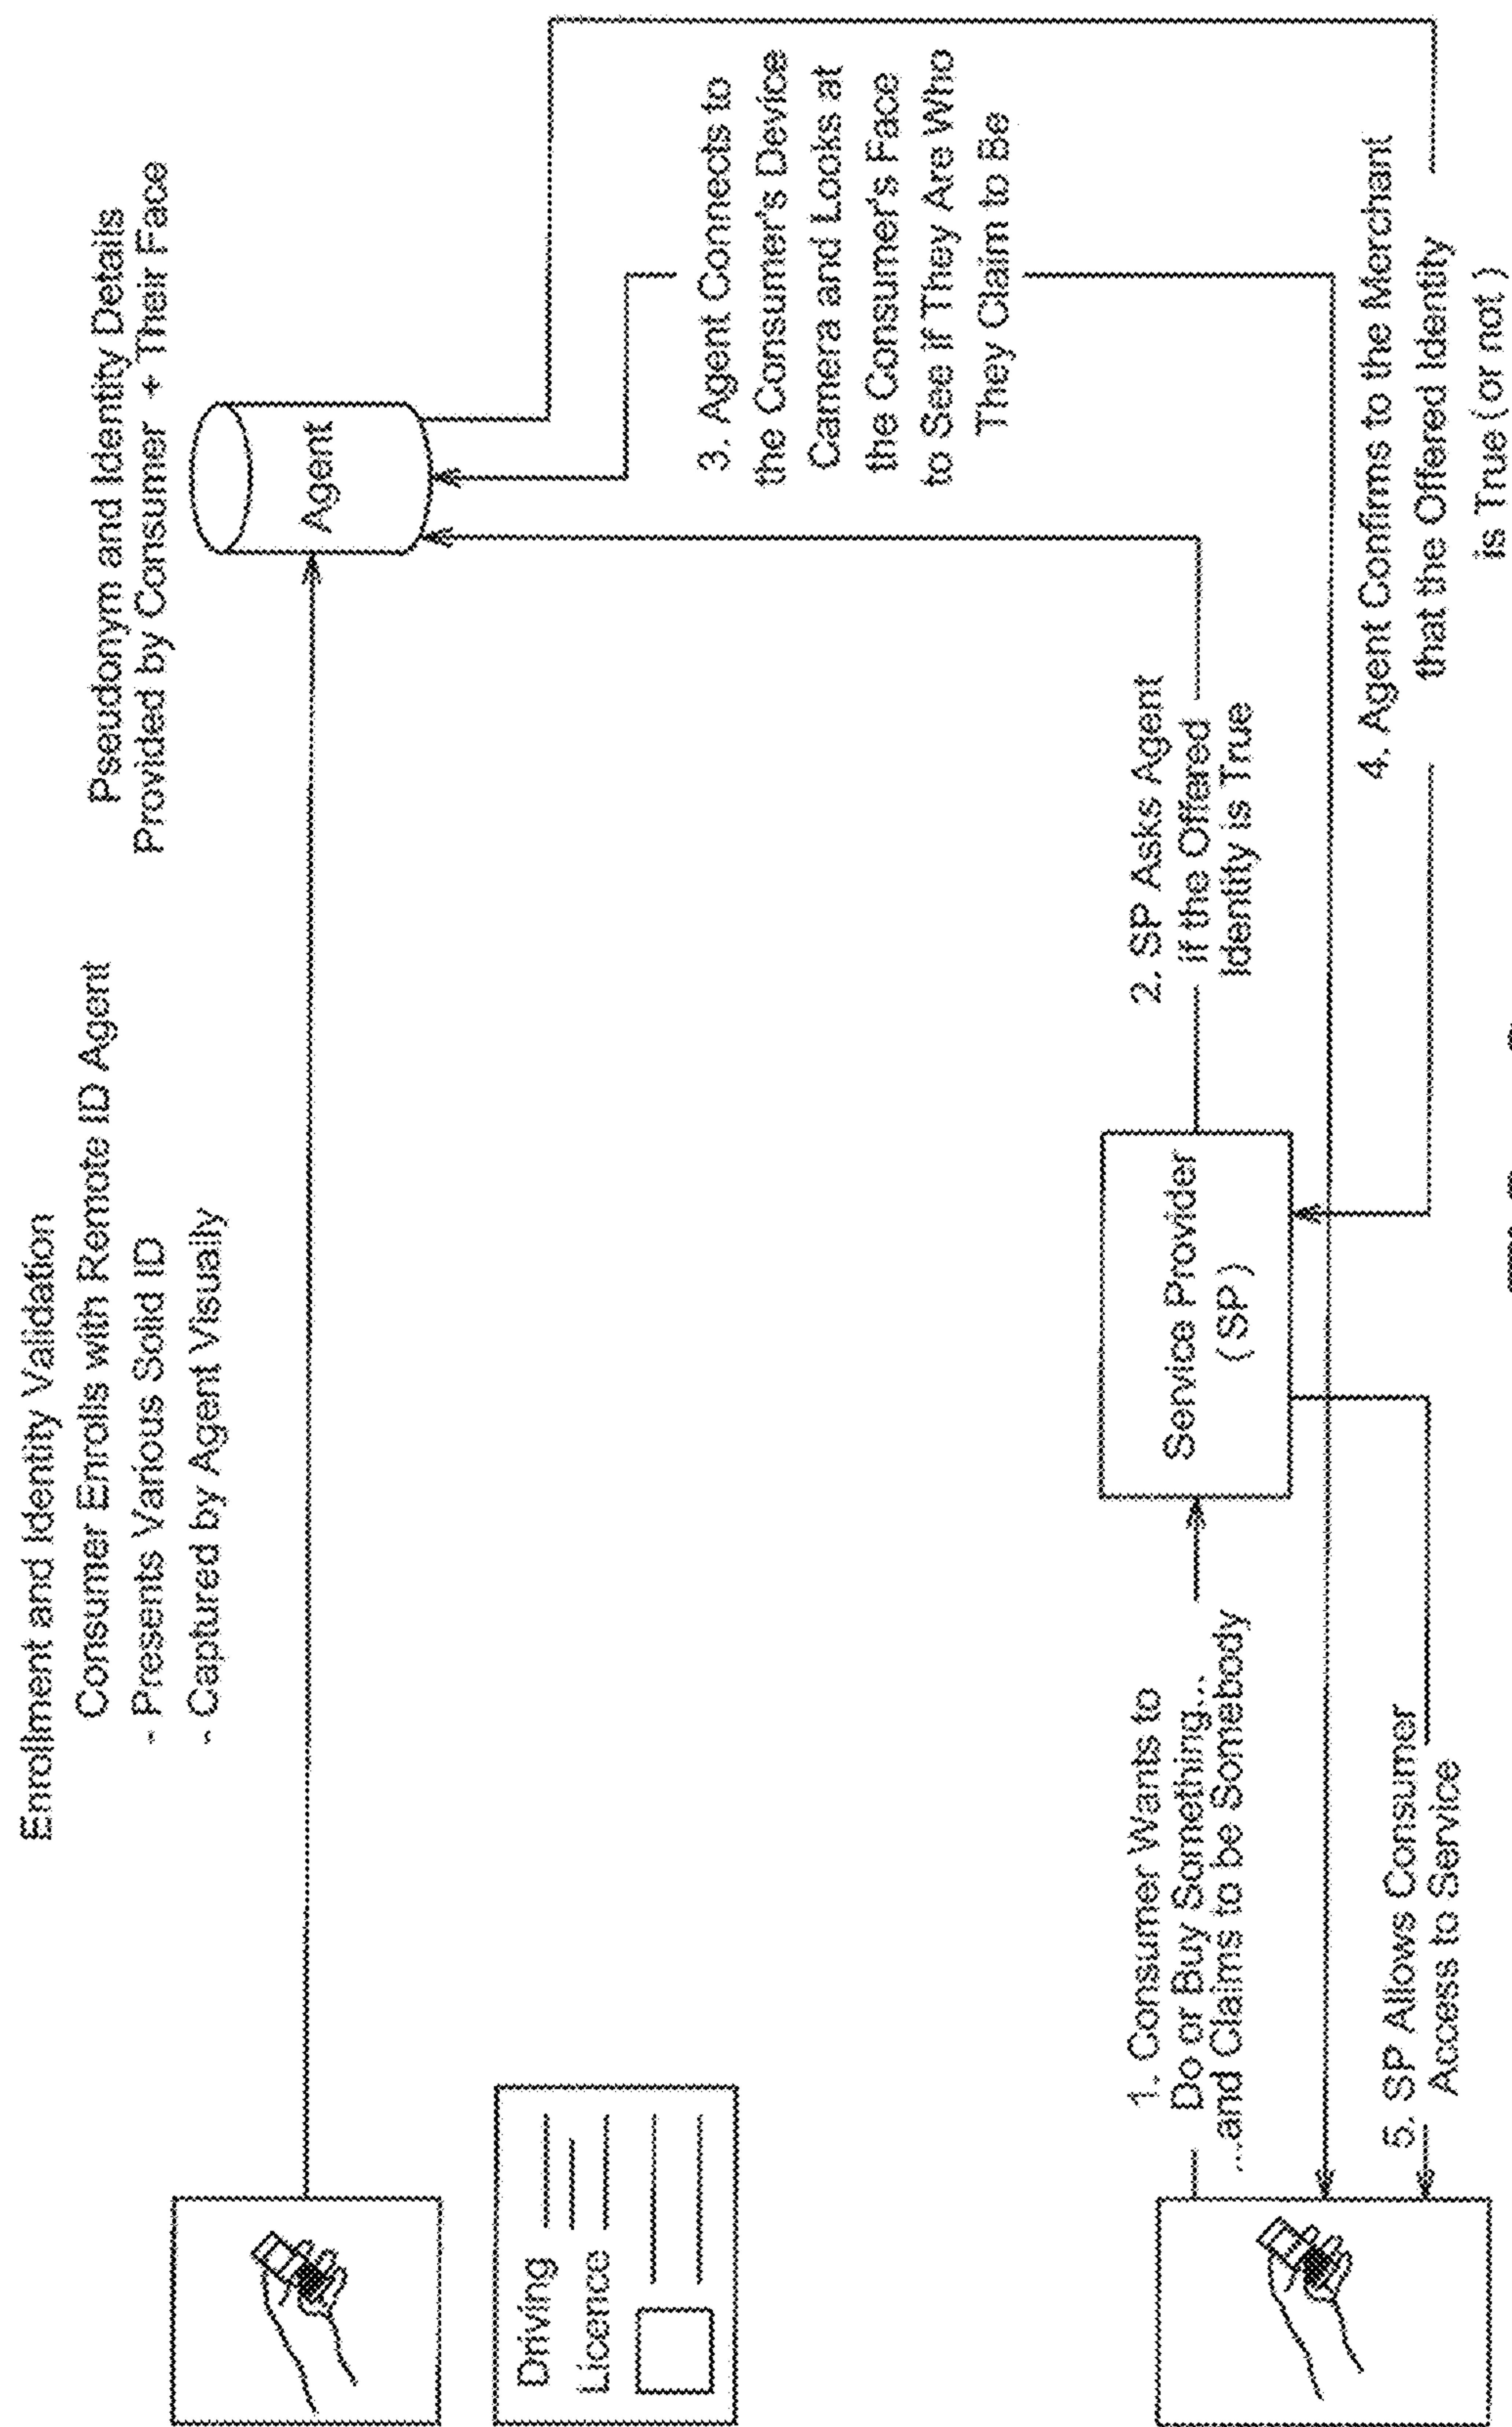 Enrollment and Identity Validation
Consumer Enrolls with Remote ID Agent
- Presents Various Solid ID
- Captured by Agent Visually
Pseudonym and Identity Details
Provided by Consumer + Their Face
Agent
Driving
Licence
3. Agent Connects to
the Consumer's Device
Camera and Looks at
the Consumer's Face
to See if They Are Who
They Claim to Be
1. Consumer Wants to
Do or Buy Something...
...and Claims to be Somebody
Service Provider
(SP)
2. SP Asks Agent
if the Offered
Identity is True
4. Agent Confirms to the Merchant
that the Offered Identity
is True (or not)
5. SP Allows Consumer
Access to Service